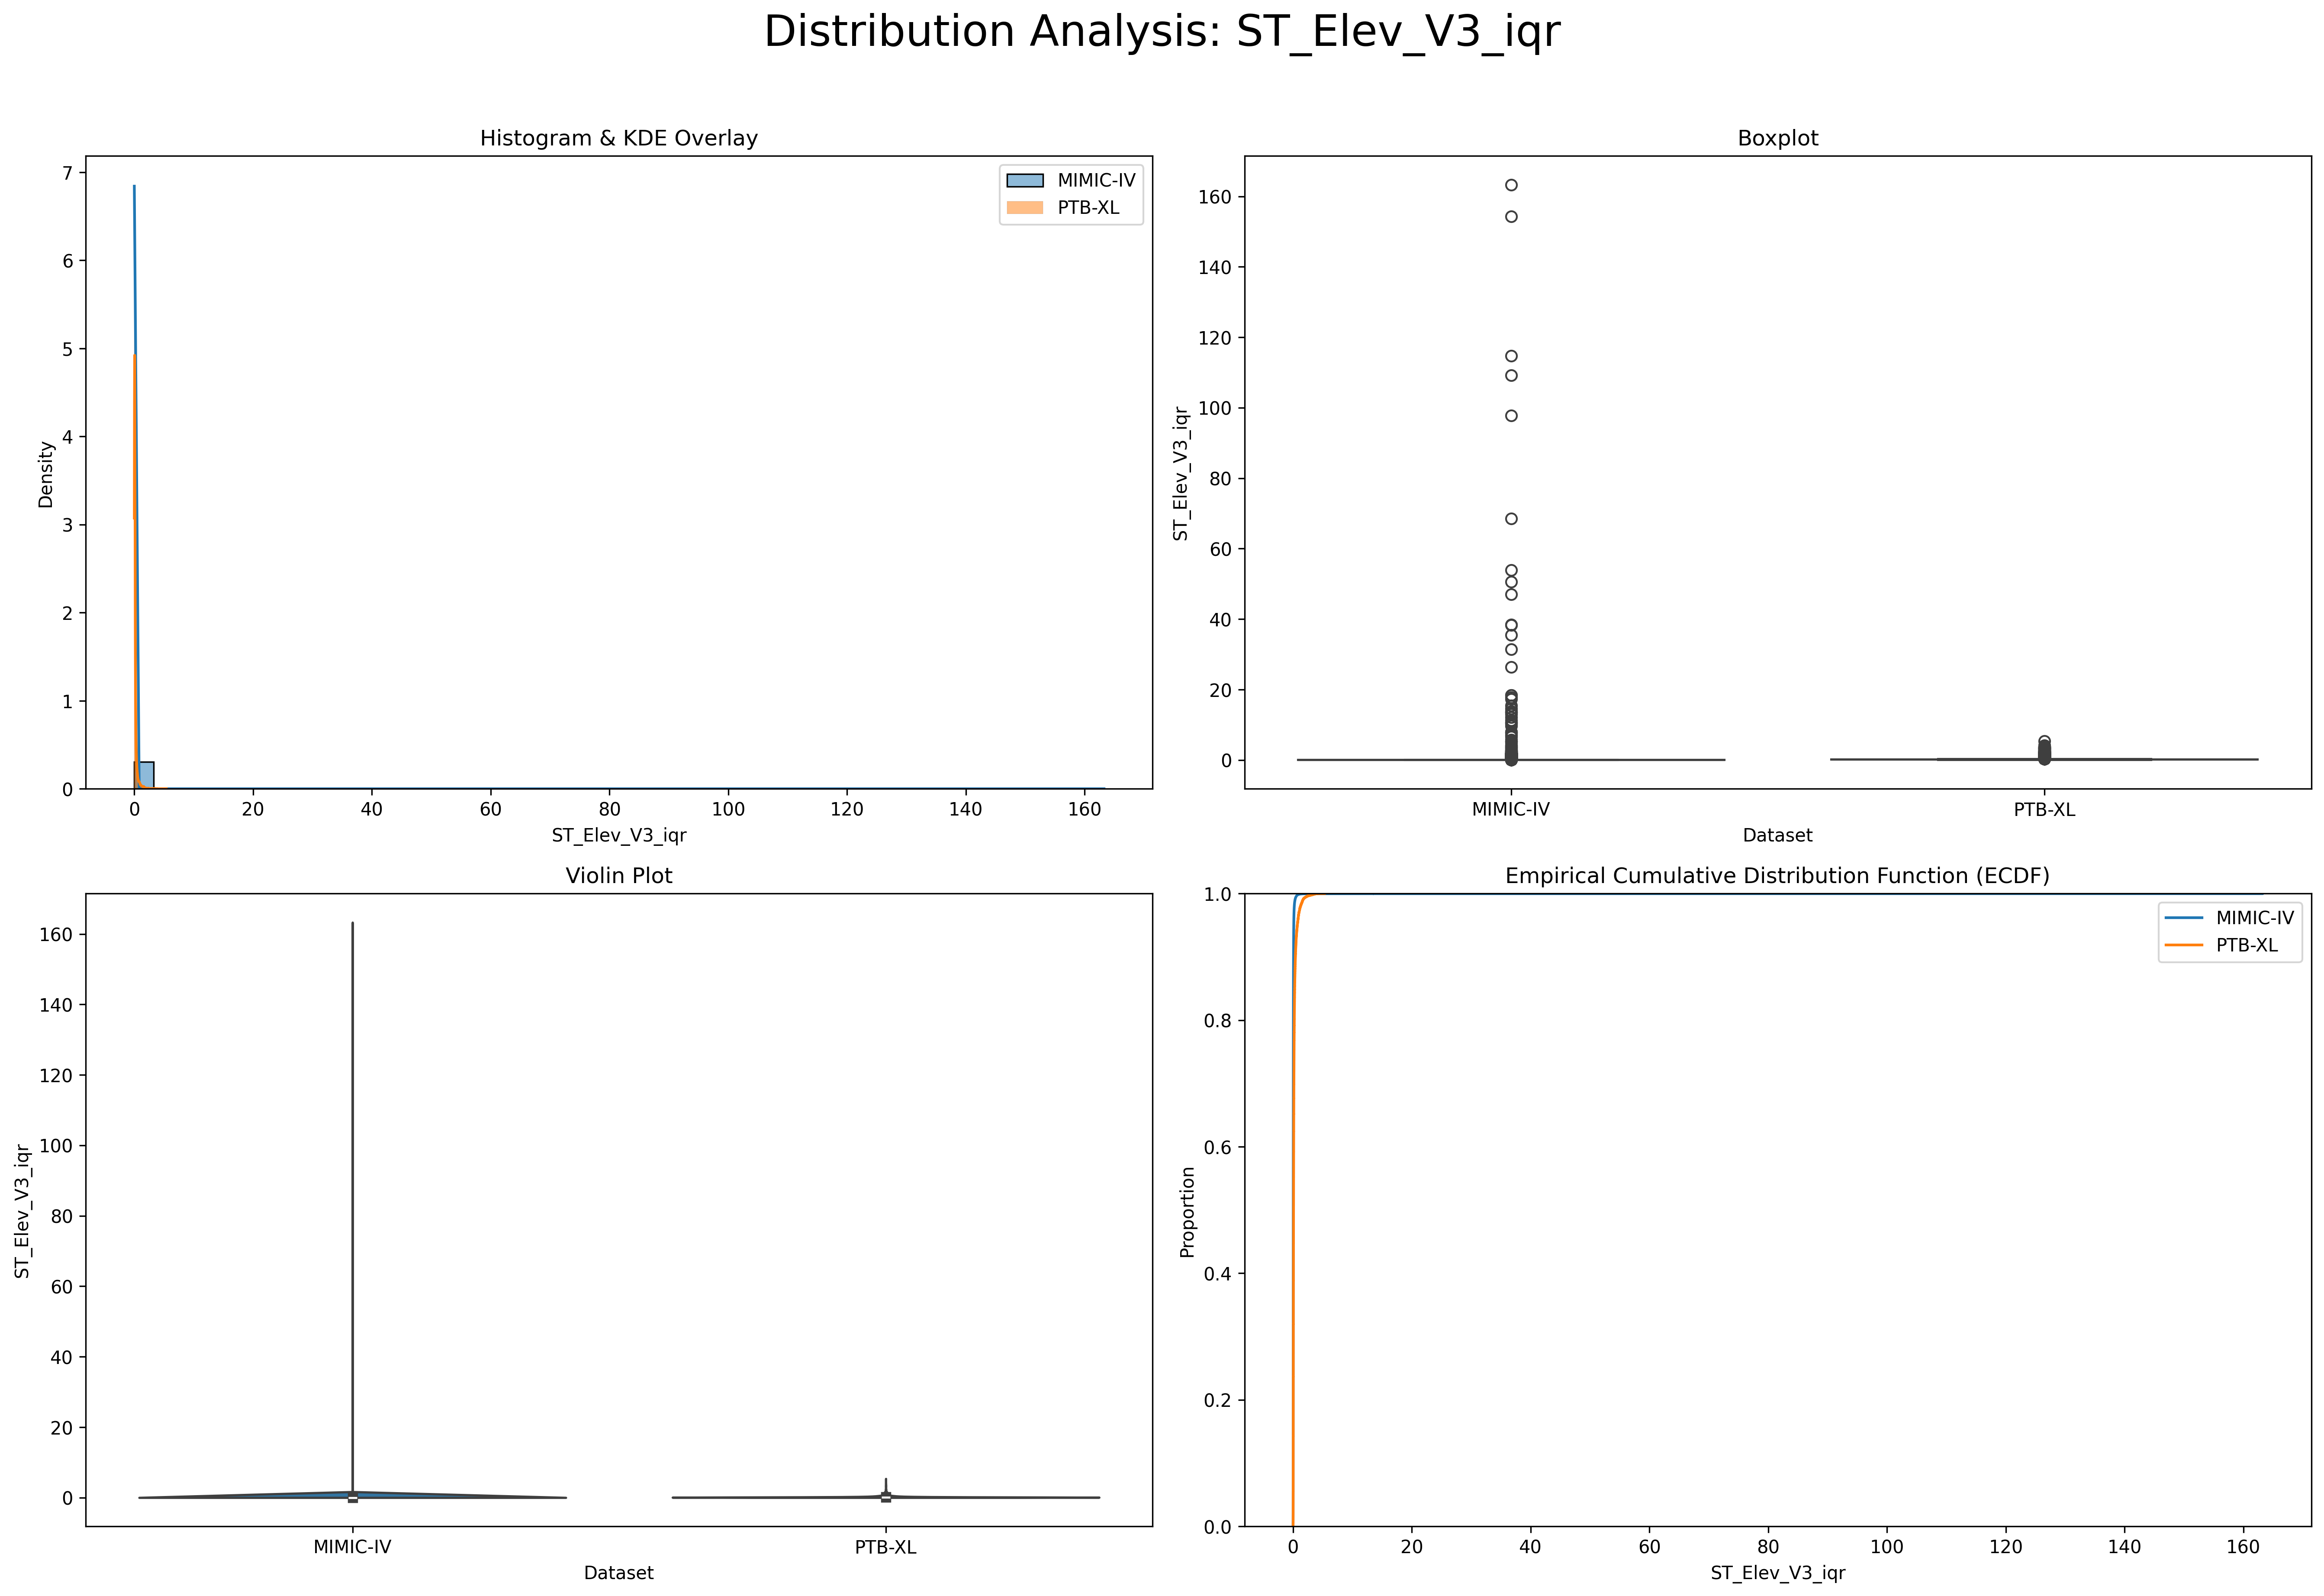 Distribution Analysis: ST_Elev_V3_iqr
Histogram & KDE Overlay
7
6
5
4
3
2
1
0
Density
MIMIC-IV
PTB-XL
0 20 40 60 80 100 120 140 160
ST_Elev_V3_iqr
Boxplot
160
140
120
100
80
60
40
20
0
ST_Elev_V3_iqr
MIMIC-IV PTB-XL
Dataset
Violin Plot
160
140
120
100
80
60
40
20
0
ST_Elev_V3_iqr
MIMIC-IV PTB-XL
Dataset
Empirical Cumulative Distribution Function (ECDF)
1.0
0.8
0.6
0.4
0.2
0.0
Proportion
MIMIC-IV
PTB-XL
0 20 40 60 80 100 120 140 160
ST_Elev_V3_iqr